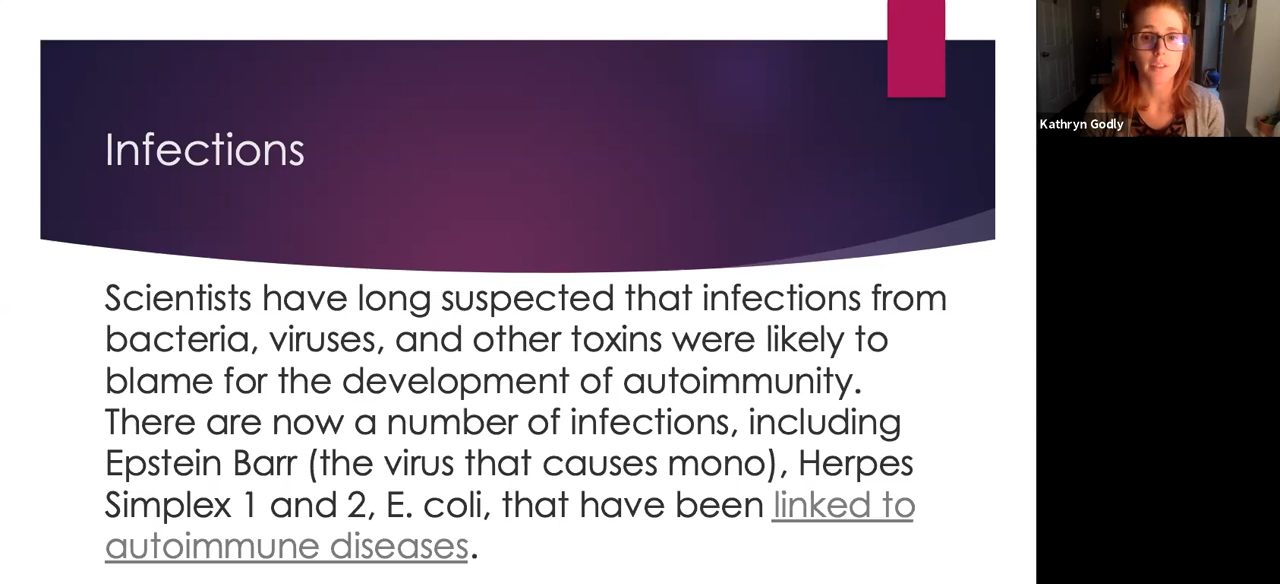 Infections
Scientists have long suspected that infections from
bacteria, viruses, and other toxins were likely to
blame for the development of autoimmunity.
There are now a number of infections, including
Epstein Barr (the virus that causes mono), Herpes
Simplex 1 and 2, E. coli, that have been linked to
autoimmune diseases.
Kathryn Godly